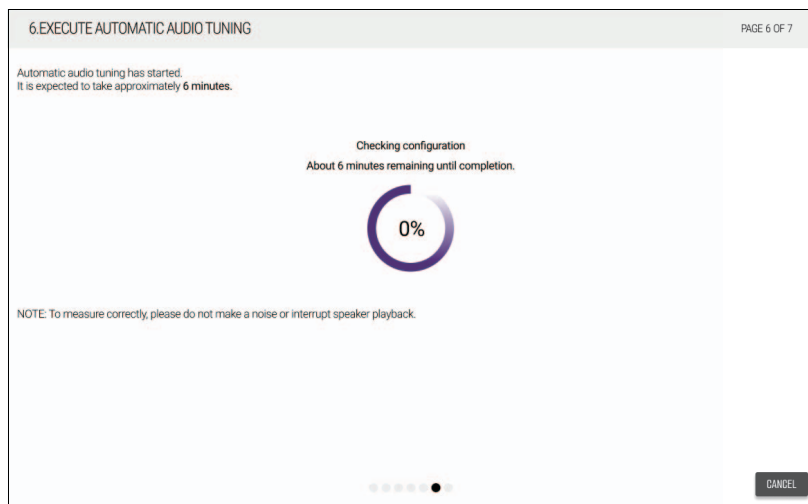 6.EXECUTE AUTOMATIC AUDIO TUNING
PAGE 6 OF 7
Automatic audio tuning has started.
It is expected to take approximately 6 minutes.
Checking configuration
About 6 minutes remaining until completion.
0%
NOTE: To measure correctly, please do not make a noise or interrupt speaker playback.
CANCEL